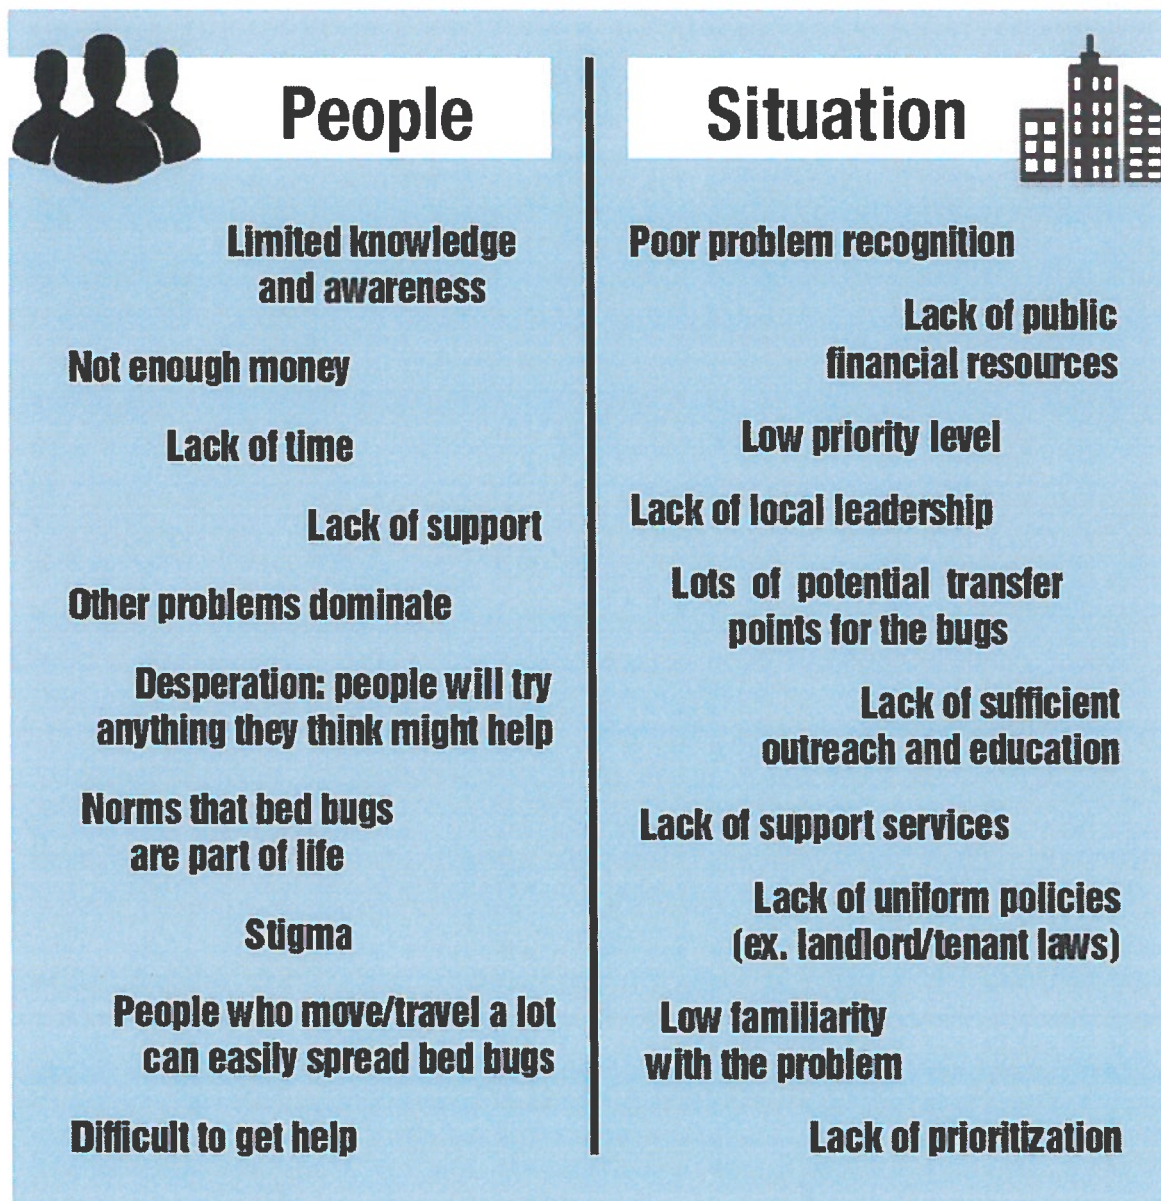 People
Limited knowledge
and awareness
Not enough money
Lack of time
Lack of support
Other problems dominate
Desperation: people will try
anything they think might help
Norms that bed bugs
are part of life
Stigma
People who move/travel a lot
can easily spread bed bugs
Difficult to get help
Situation
Poor problem recognition
Lack of public
financial resources
Low priority level
Lack of local leadership
Lots of potential transfer
points for the bugs
Lack of sufficient
outreach and education
Lack of support services
Lack of uniform policies
(ex. landlord/tenant laws)
Low familiarity
with the problem
Lack of prioritization